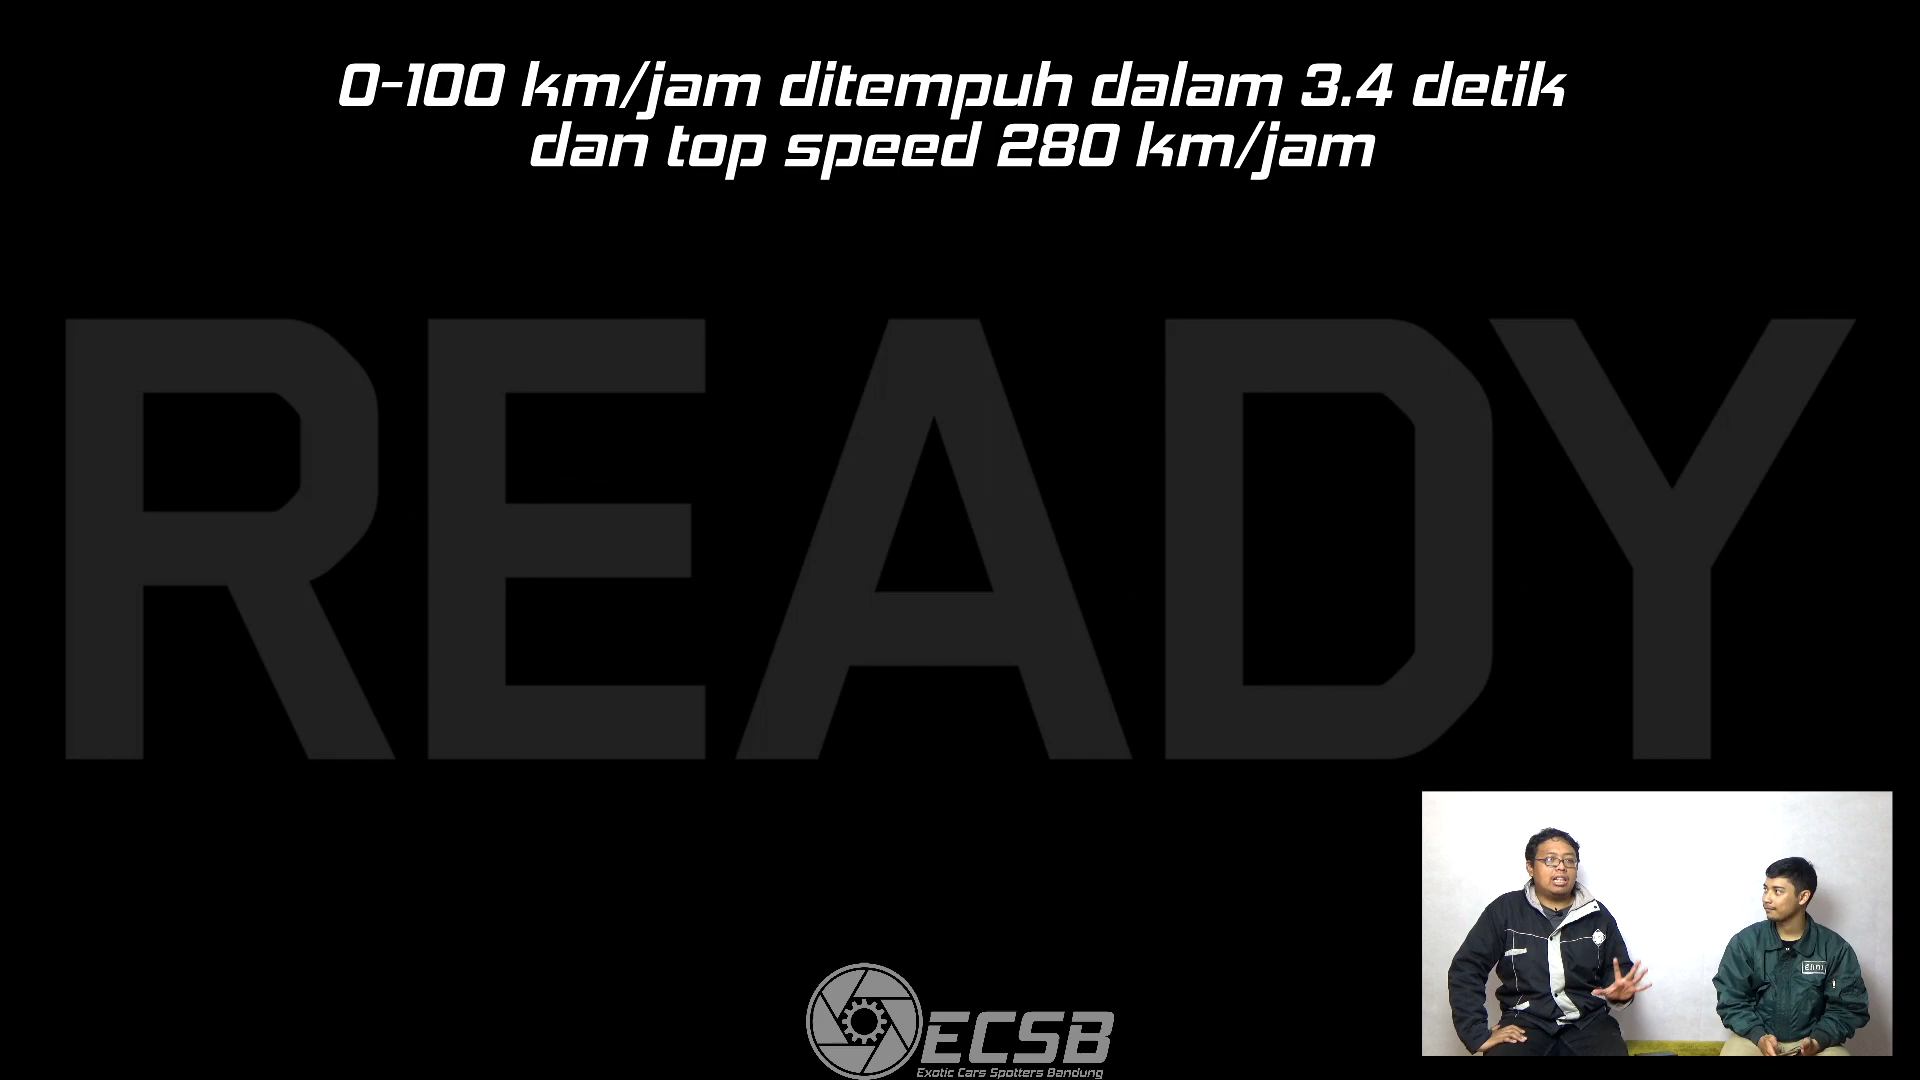 0-100 km/jam ditempuh dalam 3.4 detik
dan top speed 280 km/jam
READY
ECSB
Exotic Cars Spotters Bandung